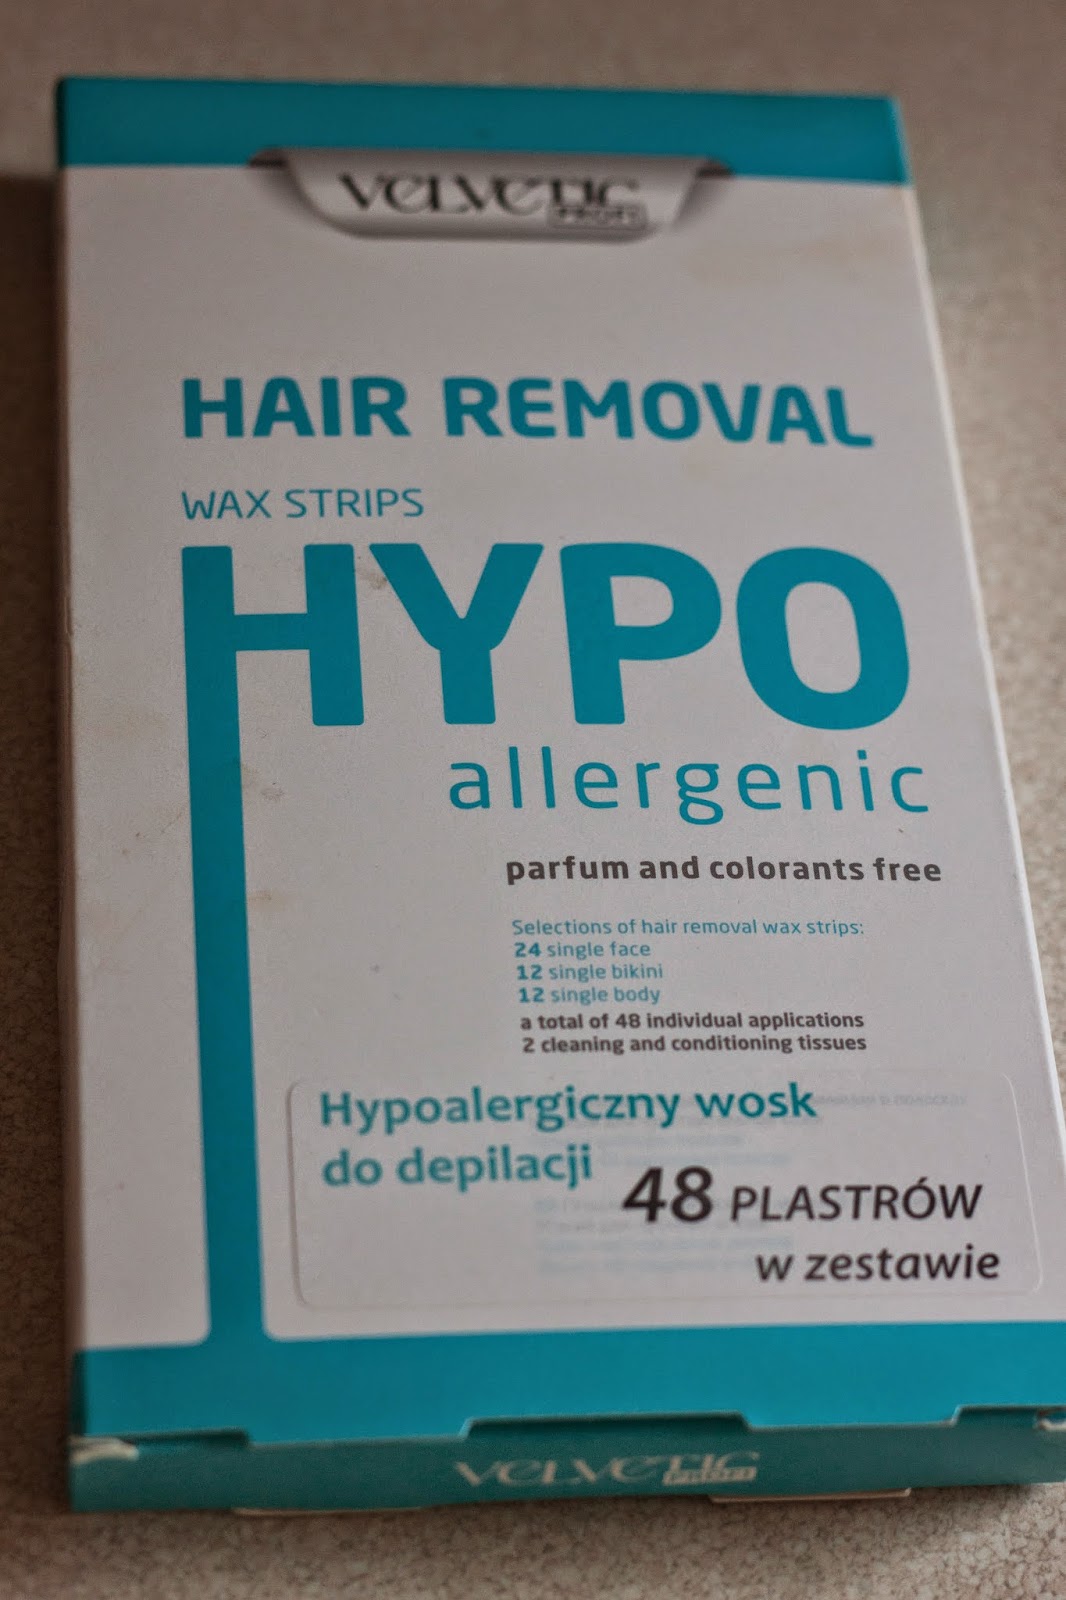 VELVETIC
PROFI
HAIR REMOVAL
WAX STRIPS
HYPO
allergenic
parfum and colorants free
Selections of hair removal wax strips:
24 single face
12 single bikini
12 single body
a total of 48 individual applications
2 cleaning and conditioning tissues
Hypoalergiczny wosk
do depilacji
48 PLASTRÓW
w zestawie
VELVETIC
PROFI